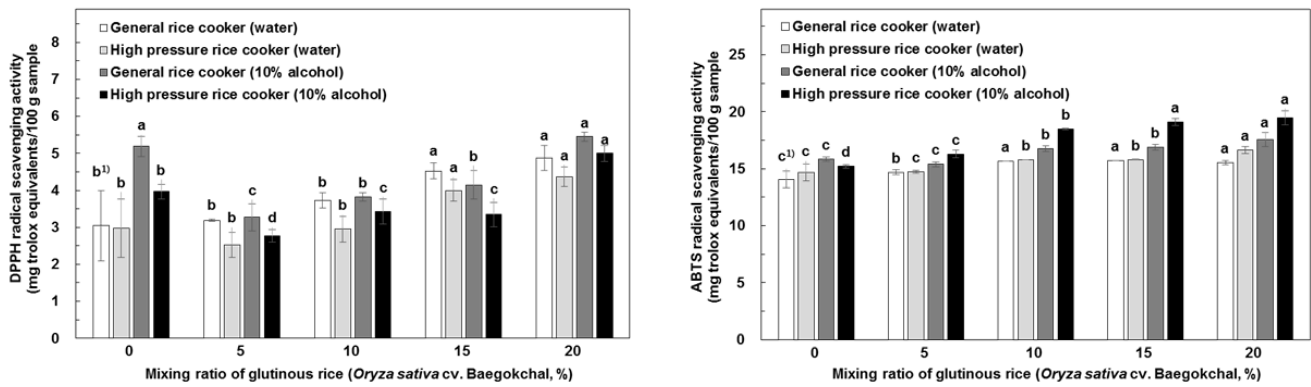 DPPH radical scavenging activity
(mg trolox equivalents/100 g sample)
9
8
7
6
5
4
3
2
1
0
General rice cooker (water)
High pressure rice cooker (water)
General rice cooker (10% alcohol)
High pressure rice cooker (10% alcohol)
b1) b a b
b b c d
b b b c
a a b c
a a a a
0 5 10 15 20
Mixing ratio of glutinous rice (Oryza sativa cv. Baegokchal, %)
ABTS radical scavenging activity
(mg trolox equivalents/100 g sample)
25
20
15
10
5
0
General rice cooker (water)
High pressure rice cooker (water)
General rice cooker (10% alcohol)
High pressure rice cooker (10% alcohol)
c1) c c d
b c c c
a b b b
a b b a
a a a a
0 5 10 15 20
Mixing ratio of glutinous rice (Oryza sativa cv. Baegokchal, %)